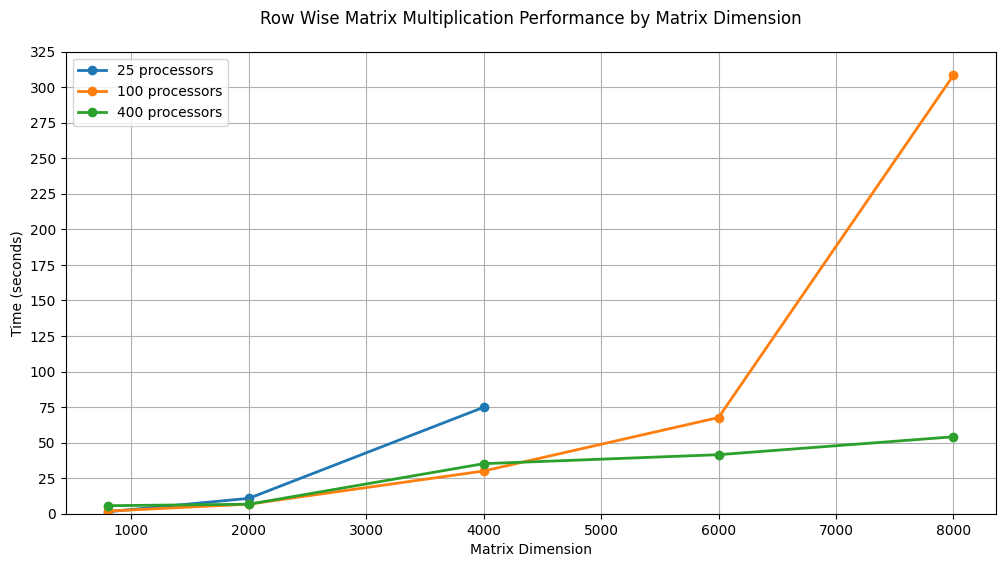 Row Wise Matrix Multiplication Performance by Matrix Dimension
325
300
275
250
225
200
175
150
125
100
75
50
25
0
Time (seconds)
25 processors
100 processors
400 processors
1000 2000 3000 4000 5000 6000 7000 8000
Matrix Dimension